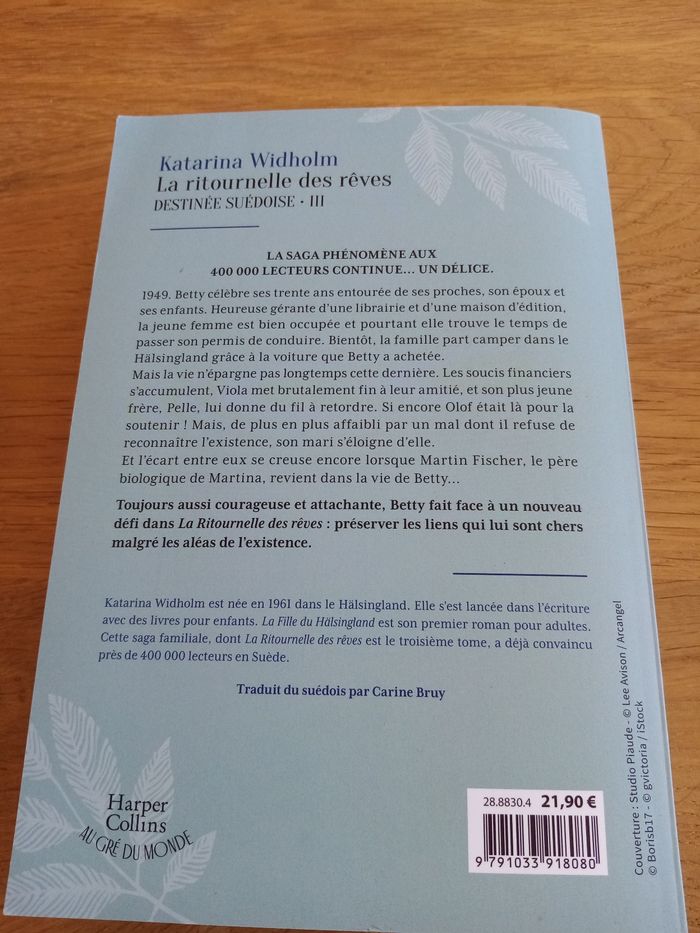 Katarina Widholm
La ritournelle des rêves
DESTINÉE SUÉDOISE • III
LA SAGA PHÉNOMÈNE AUX
400 000 LECTEURS CONTINUE... UN DÉLICE.
1949. Betty célèbre ses trente ans entourée de ses proches, son époux et
ses enfants. Heureuse gérante d'une librairie et d'une maison d'édition,
la jeune femme est bien occupée et pourtant elle trouve le temps de
passer son permis de conduire. Bientôt, la famille part camper dans le
Hälsingland grâce à la voiture que Betty a achetée.
Mais la vie n'épargne pas longtemps cette dernière. Les soucis financiers
s'accumulent, Viola met brutalement fin à leur amitié, et son plus jeune
frère, Pelle, lui donne du fil à retordre. Si encore Olof était là pour la
soutenir ! Mais, de plus en plus affaibli par un mal dont il refuse de
reconnaître l'existence, son mari s'éloigne d'elle.
Et l'écart entre eux se creuse encore lorsque Martin Fischer, le père
biologique de Martina, revient dans la vie de Betty...
Toujours aussi courageuse et attachante, Betty fait face à un nouveau
défi dans La Ritournelle des rêves : préserver les liens qui lui sont chers
malgré les aléas de l'existence.
Katarina Widholm est née en 1961 dans le Hälsingland. Elle s'est lancée dans l'écriture
avec des livres pour enfants. La Fille du Hälsingland est son premier roman pour adultes.
Cette saga familiale, dont La Ritournelle des rêves est le troisième tome, a déjà convaincu
près de 400 000 lecteurs en Suède.
Traduit du suédois par Carine Bruy
Harper
Collins
AU GRÉ DU MONDE
28.8830.4 21,90 €
9 791033 918080
Couverture : Studio Piaude - © Lee Avison / Arcangel
© Borisb17 - © gvictoria / iStock